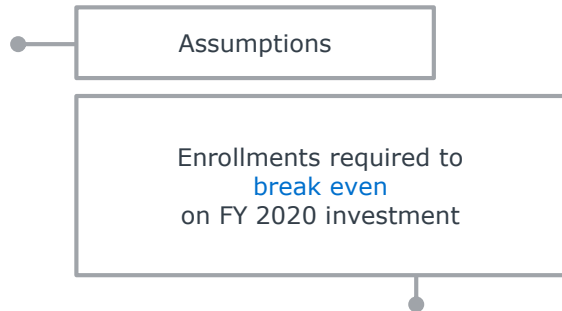 Assumptions
Enrollments required to
break even
on FY 2020 investment